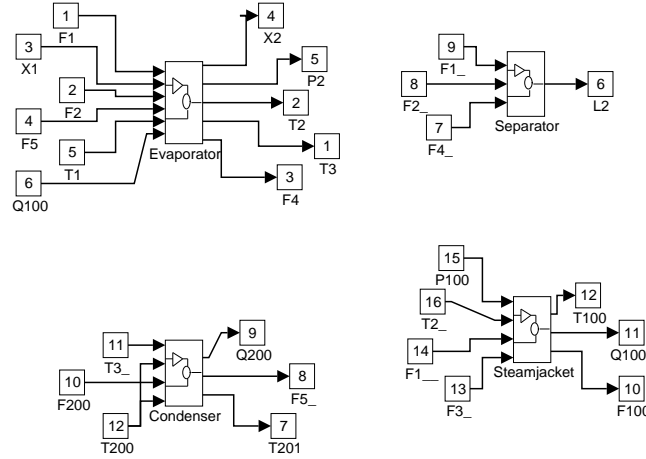 1
F1
3
X1
2
F2
4
F5
5
T1
6
Q100
Evaporator
4
X2
5
P2
2
T2
1
T3
3
F4
9
F1_
8
F2_
7
F4_
Separator
6
L2
11
T3_
10
F200
12
T200
Condenser
9
Q200
8
F5_
7
T201
15
P100
16
T2_
14
F1__
13
F3_
Steamjacket
12
T100
11
Q100
10
F100